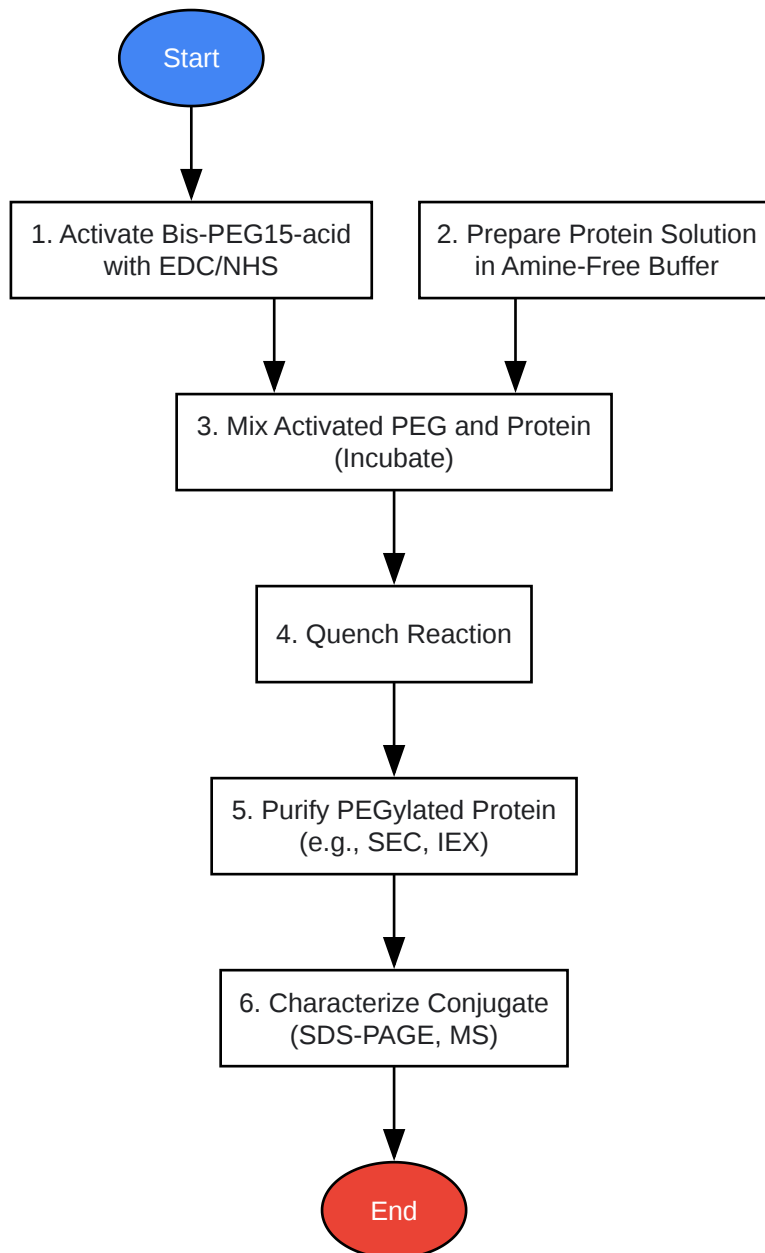 Start
1. Activate Bis-PEG15-acid
with EDC/NHS
2. Prepare Protein Solution
in Amine-Free Buffer
3. Mix Activated PEG and Protein
(Incubate)
4. Quench Reaction
5. Purify PEGylated Protein
(e.g., SEC, IEX)
6. Characterize Conjugate
(SDS-PAGE, MS)
End